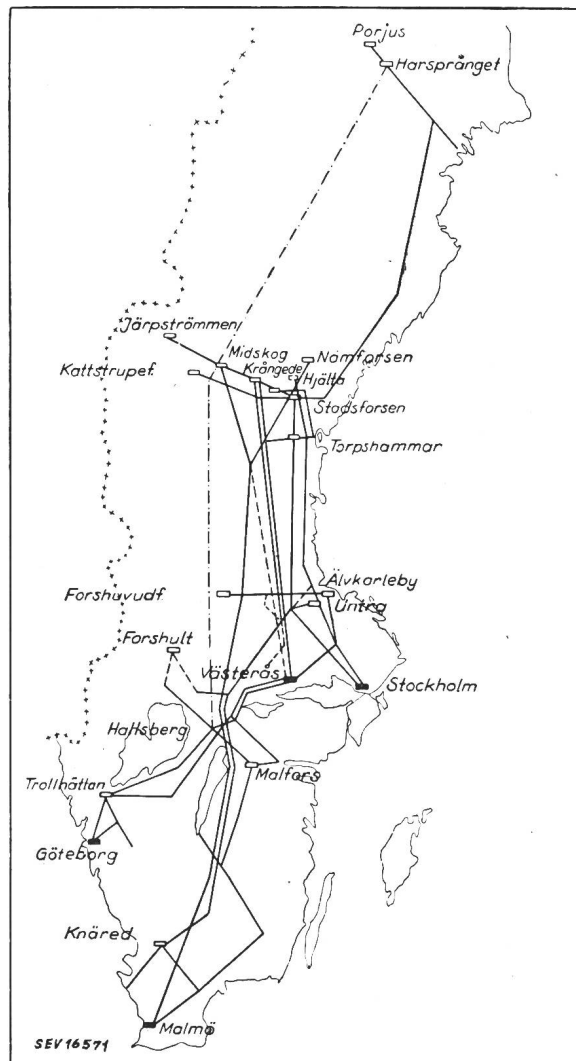 Porjus
Harsprånget
Järpströmmen
Midskog
Nämforsen
Kattstrupef.
Krångede
Hjälta
Stadsforsen
Torpshammar
Älvkarleby
Forshuvudf.
Untra
Forshult
Västerås
Stockholm
Hallsberg
Malfors
Trollhättan
Göteborg
Knäred
Malmö
SEV 16571